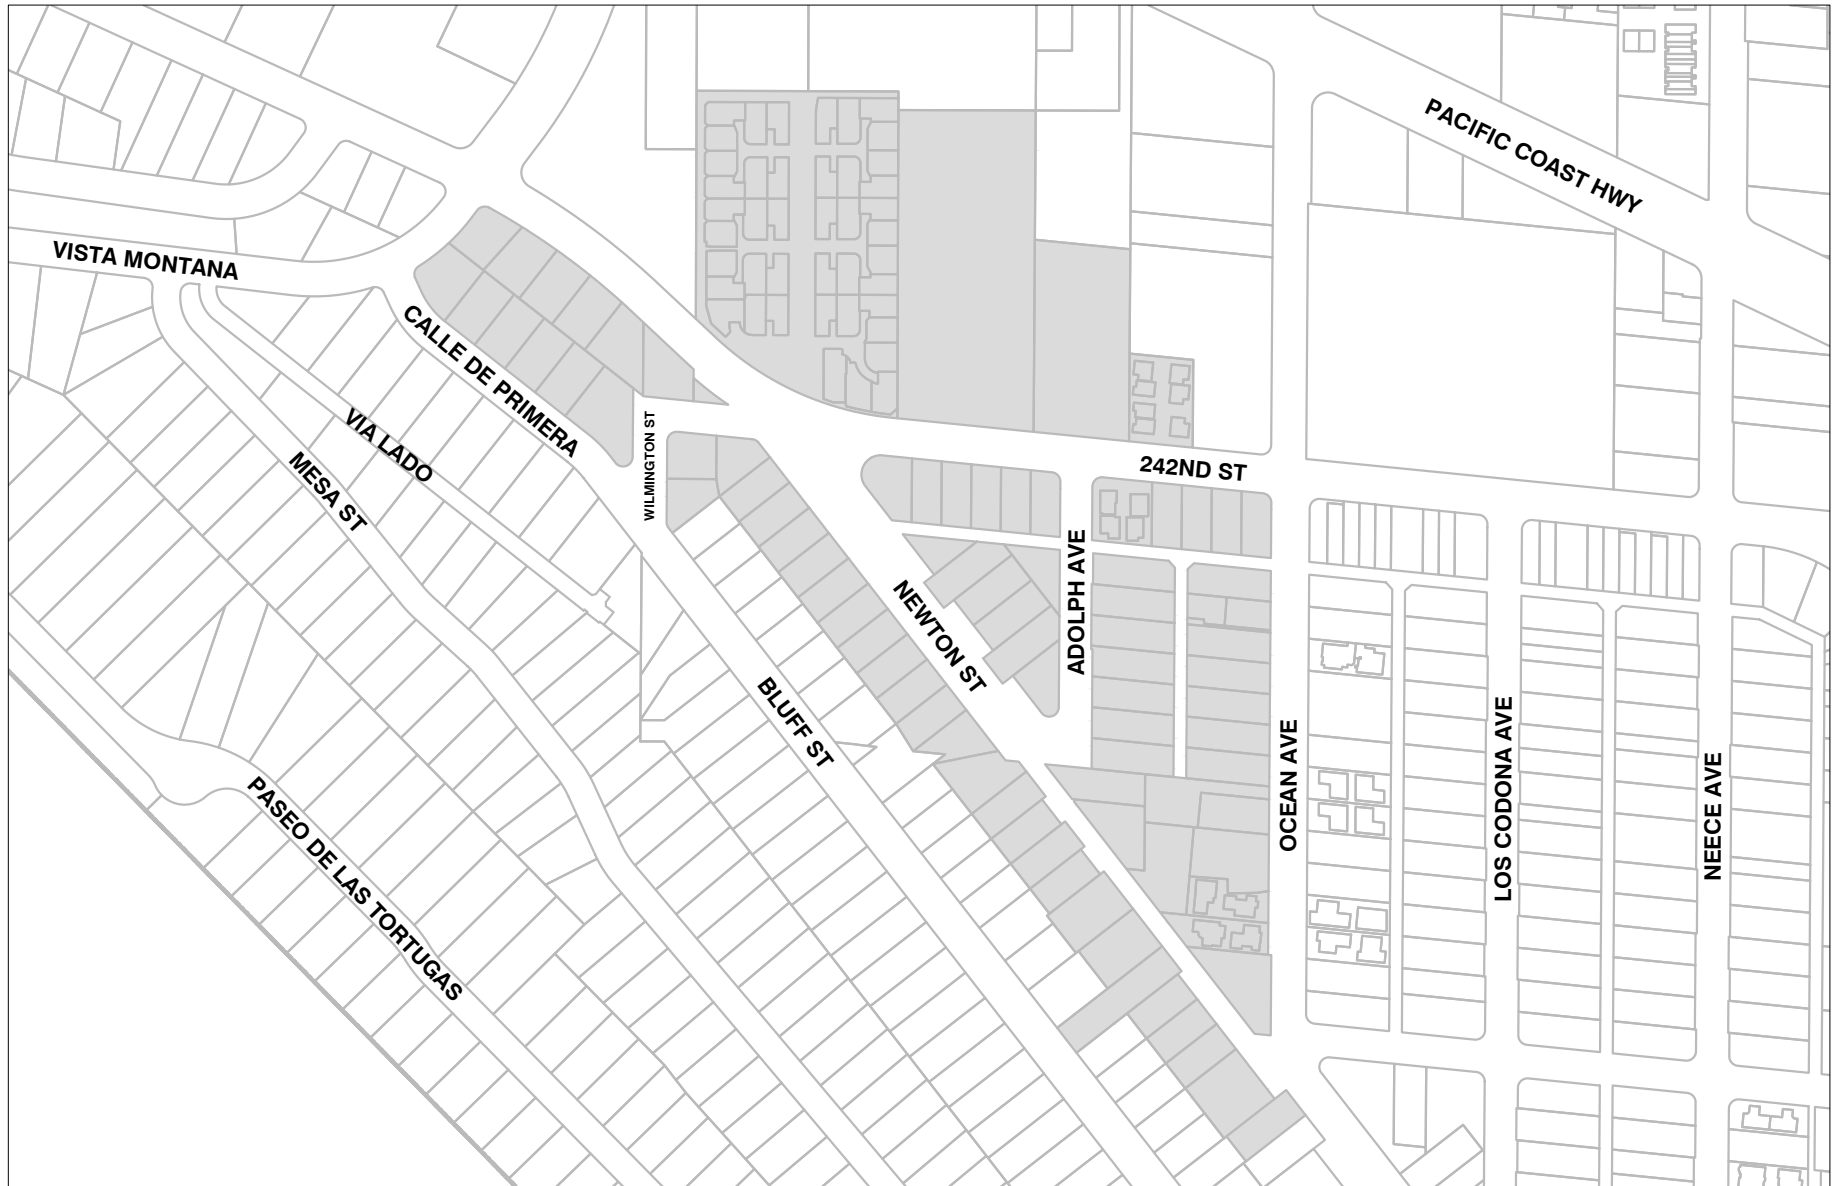 PACIFIC COAST HWY
VISTA MONTANA
CALLE DE PRIMERA
VIA LADO
MESA ST
WILMINGTON ST
242ND ST
ADOLPH AVE
NEWTON ST
BLUFF ST
OCEAN AVE
LOS CODONA AVE
NEECE AVE
PASEO DE LAS TORTUGAS